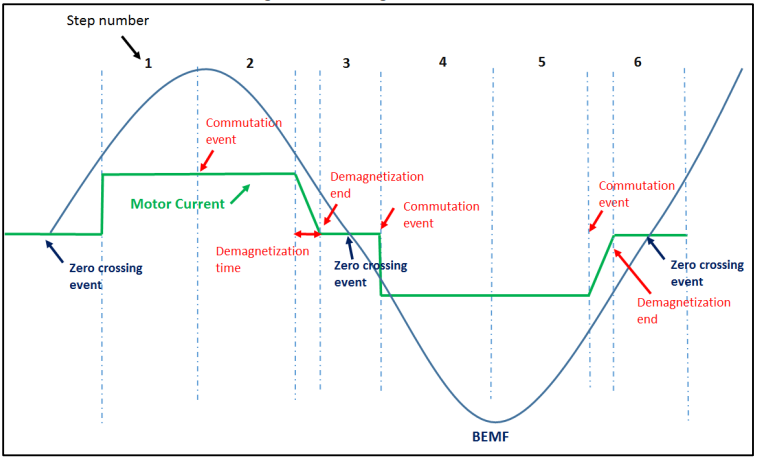 Step number
1 2 3 4 5 6
Commutation
event
Motor Current
Demagnetization
end
Commutation
event
Commutation
event
Demagnetization
time
Zero crossing
event
Zero crossing
event
Zero crossing
event
Demagnetization
end
BEMF